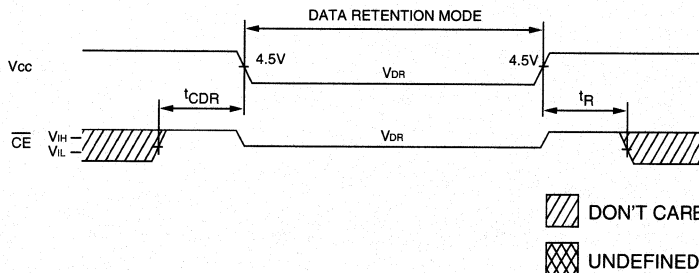 DATA RETENTION MODE
Vcc
4.5V
VDR
4.5V
tCDR
tR
CE
VIH
VIL
VDR
DON'T CARE
UNDEFINED